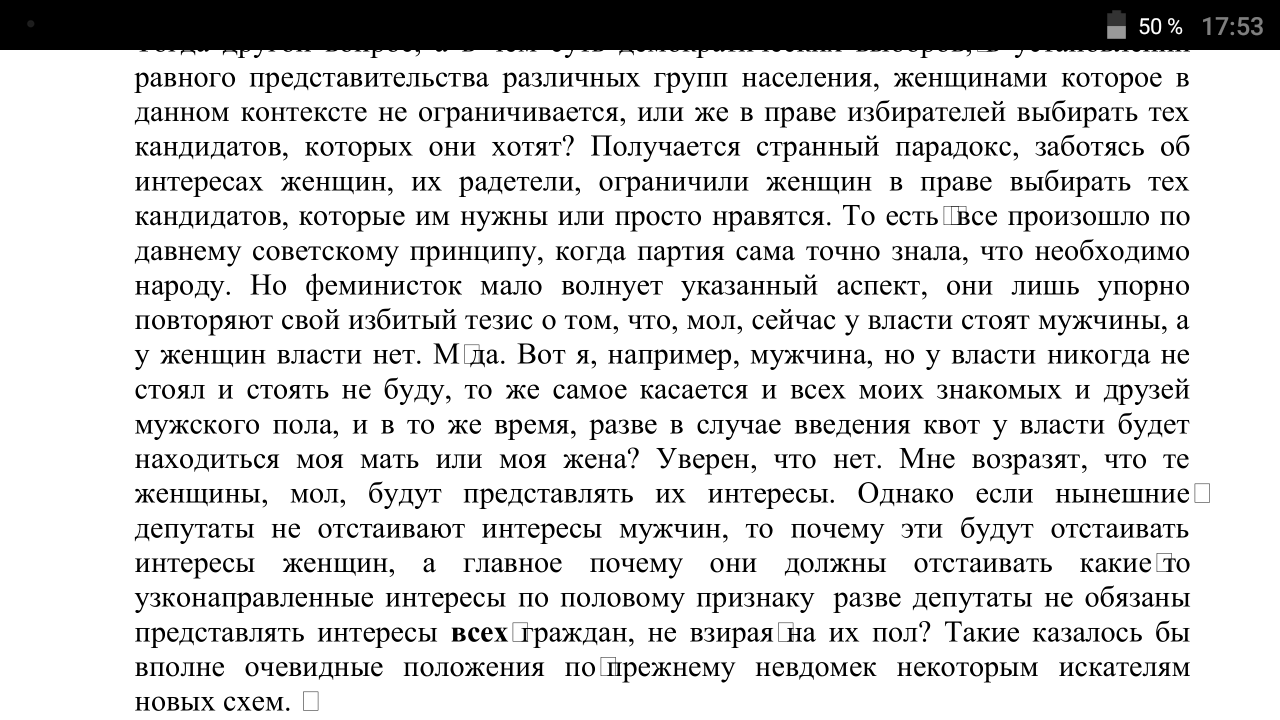 50 % 17:53
Тогда другой вопрос, а в чем суть демократических выборов, в установлении
равного представительства различных групп населения, женщинами которое в
данном контексте не ограничивается, или же в праве избирателей выбирать тех
кандидатов, которых они хотят? Получается странный парадокс, заботясь об
интересах женщин, их радетели, ограничили женщин в праве выбирать тех
кандидатов, которые им нужны или просто нравятся. То есть все произошло по
давнему советскому принципу, когда партия сама точно знала, что необходимо
народу. Но феминисток мало волнует указанный аспект, они лишь упорно
повторяют свой избитый тезис о том, что, мол, сейчас у власти стоят мужчины, а
у женщин власти нет. М□да. Вот я, например, мужчина, но у власти никогда не
стоял и стоять не буду, то же самое касается и всех моих знакомых и друзей
мужского пола, и в то же время, разве в случае введения квот у власти будет
находиться моя мать или моя жена? Уверен, что нет. Мне возразят, что те
женщины, мол, будут представлять их интересы. Однако если нынешние
депутаты не отстаивают интересы мужчин, то почему эти будут отстаивать
интересы женщин, а главное почему они должны отстаивать какие□то
узконаправленные интересы по половому признаку разве депутаты не обязаны
представлять интересы всех граждан, не взирая на их пол? Такие казалось бы
вполне очевидные положения по□прежнему невдомек некоторым искателям
новых схем.